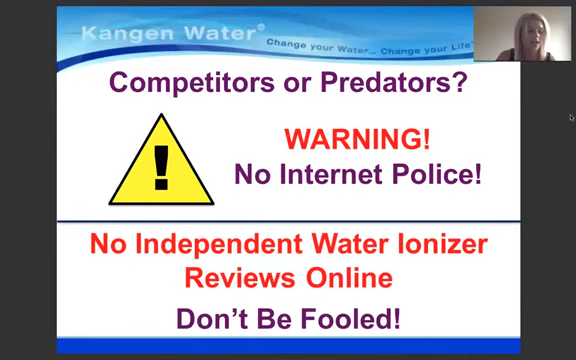 Kangen Water®
Change your Water... Change your Life
Competitors or Predators?
!
WARNING!
No Internet Police!
No Independent Water Ionizer
Reviews Online
Don't Be Fooled!